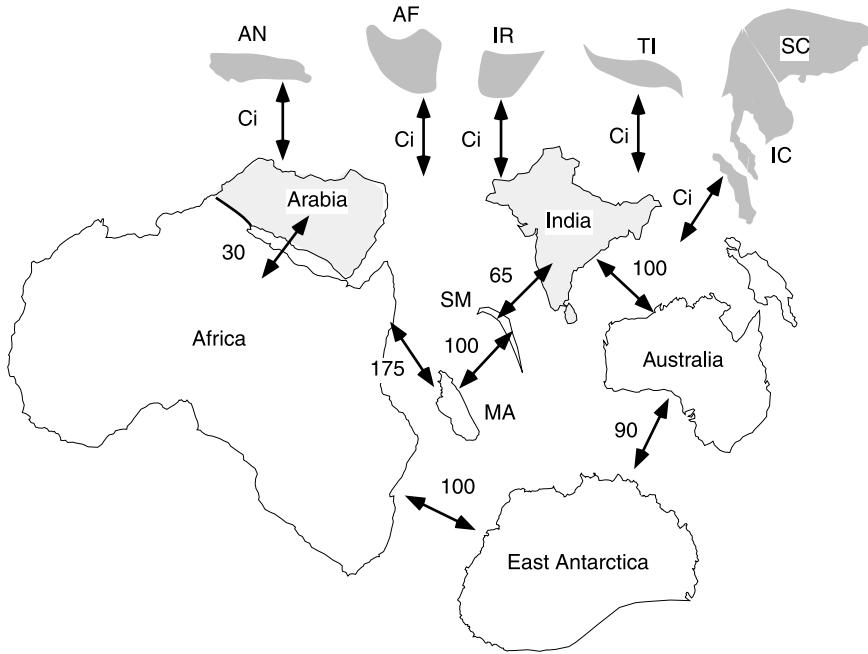 AF
AN
IR
TI
SC
Ci
Ci
Ci
Ci
IC
Ci
Arabia
India
30
65
100
SM
Africa
100
175
Australia
MA
90
100
East Antarctica